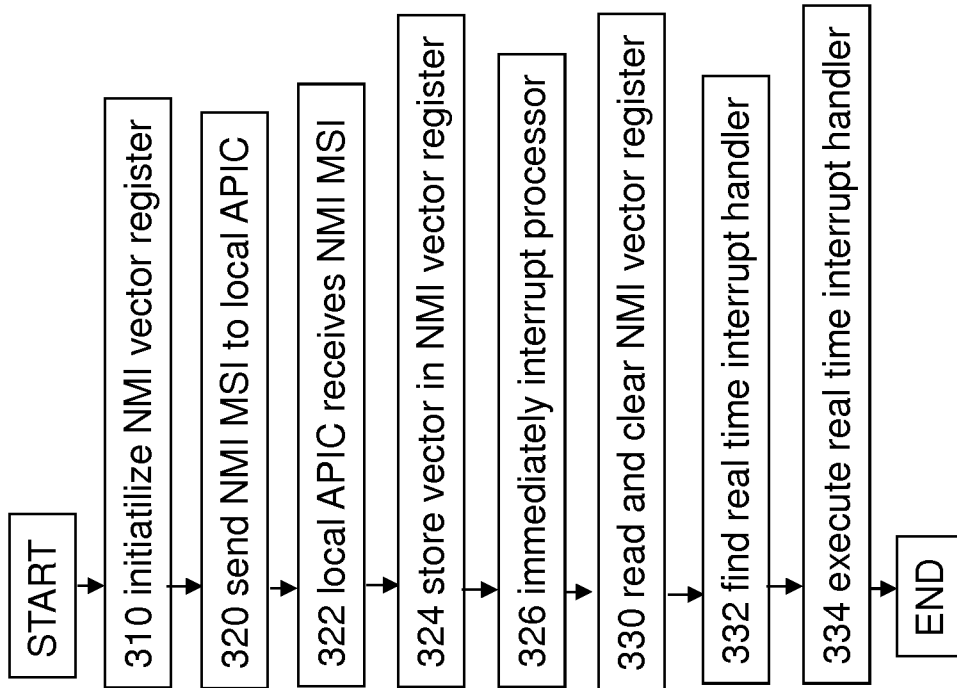 START
310 initiatilize NMI vector register
320 send NMI MSI to local APIC
322 local APIC receives NMI MSI
324 store vector in NMI vector register
326 immediately interrupt processor
330 read and clear NMI vector register
332 find real time interrupt handler
334 execute real time interrupt handler
END